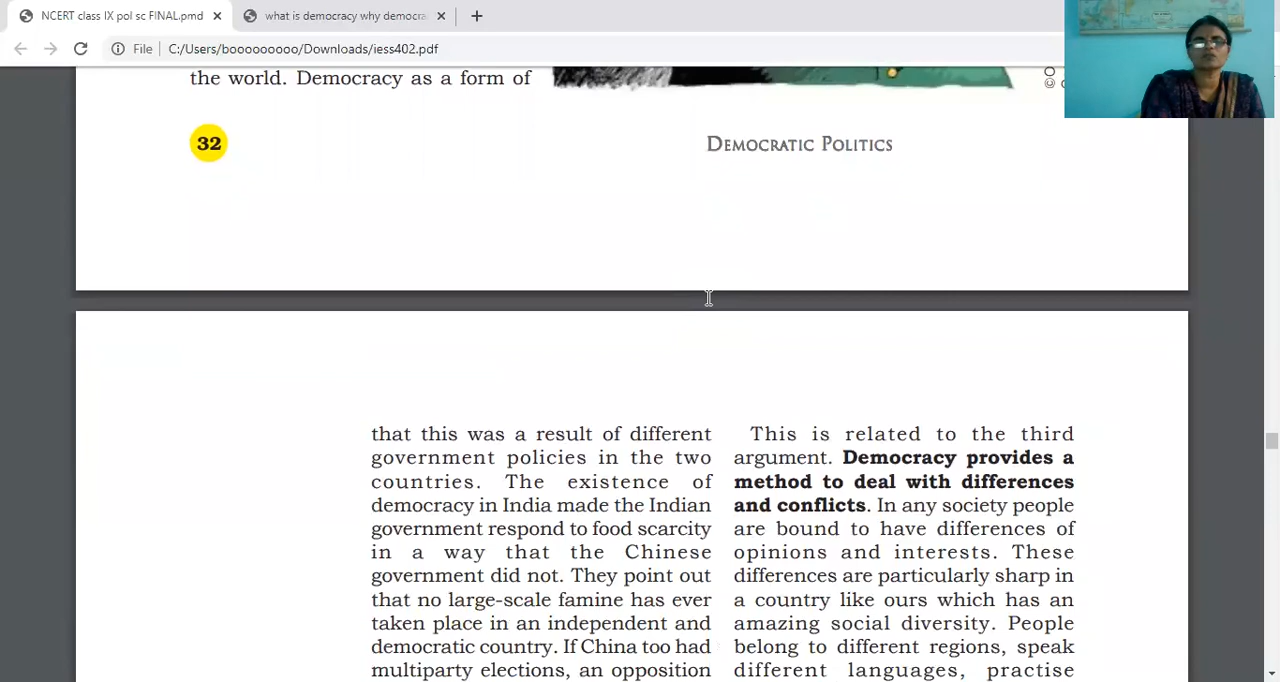 NCERT class IX pol sc FINAL.pmd
what is democracy why democra
File
C:/Users/boooooooooo/Downloads/iess402.pdf
the world. Democracy as a form of
32
DEMOCRATIC POLITICS
that this was a result of different
government policies in the two
countries. The existence of
democracy in India made the Indian
government respond to food scarcity
in a way that the Chinese
government did not. They point out
that no large-scale famine has ever
taken place in an independent and
democratic country. If China too had
multiparty elections, an opposition
This is related to the third
argument. Democracy provides a
method to deal with differences
and conflicts. In any society people
are bound to have differences of
opinions and interests. These
differences are particularly sharp in
a country like ours which has an
amazing social diversity. People
belong to different regions, speak
different languages, practise